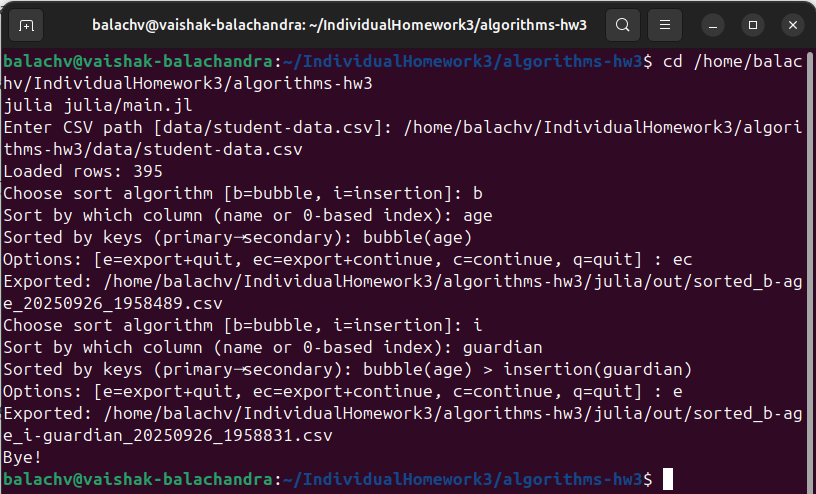 balachv@vaishak-balachandra: ~/IndividualHomework3/algorithms-hw3
balachv@vaishak-balachandra:~/IndividualHomework3/algorithms-hw3$ cd /home/balac
hv/IndividualHomework3/algorithms-hw3
julia julia/main.jl
Enter CSV path [data/student-data.csv]: /home/balachv/IndividualHomework3/algori
thms-hw3/data/student-data.csv
Loaded rows: 395
Choose sort algorithm [b=bubble, i=insertion]: b
Sort by which column (name or 0-based index): age
Sorted by keys (primary→secondary): bubble(age)
Options: [e=export+quit, ec=export+continue, c=continue, q=quit] : ec
Exported: /home/balachv/IndividualHomework3/algorithms-hw3/julia/out/sorted_b-ag
e_20250926_1958489.csv
Choose sort algorithm [b=bubble, i=insertion]: i
Sort by which column (name or 0-based index): guardian
Sorted by keys (primary→secondary): bubble(age) > insertion(guardian)
Options: [e=export+quit, ec=export+continue, c=continue, q=quit] : e
Exported: /home/balachv/IndividualHomework3/algorithms-hw3/julia/out/sorted_b-ag
e_i-guardian_20250926_1958831.csv
Bye!
balachv@vaishak-balachandra:~/IndividualHomework3/algorithms-hw3$